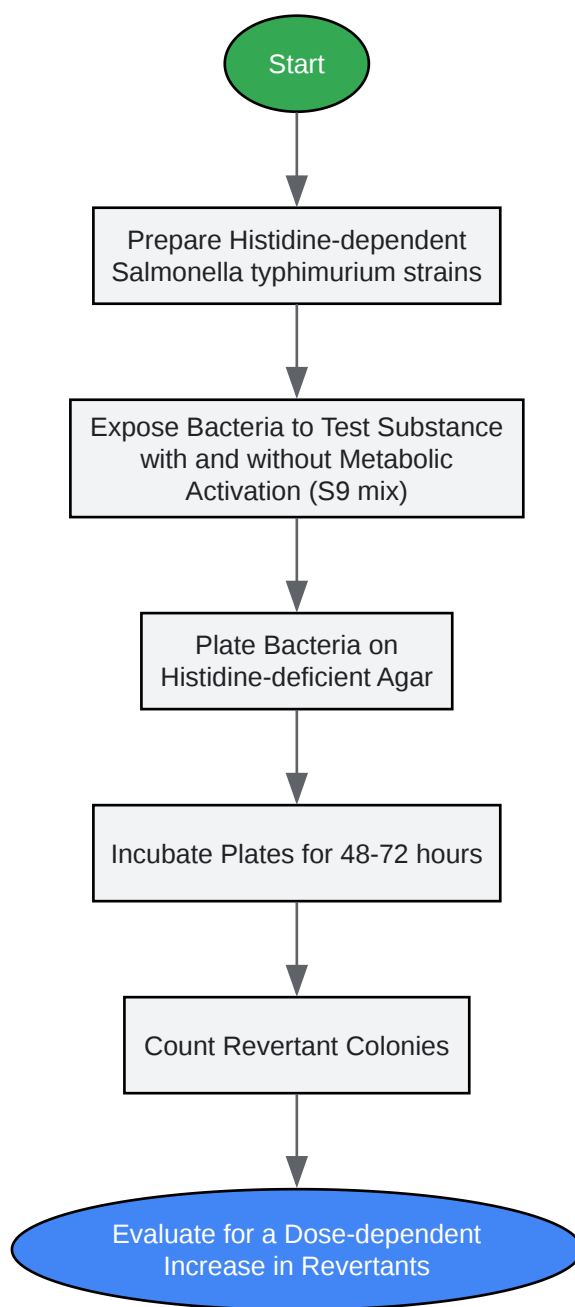 Start
Prepare Histidine-dependent
Salmonella typhimurium strains
Expose Bacteria to Test Substance
with and without Metabolic
Activation (S9 mix)
Plate Bacteria on
Histidine-deficient Agar
Incubate Plates for 48-72 hours
Count Revertant Colonies
Evaluate for a Dose-dependent
Increase in Revertants